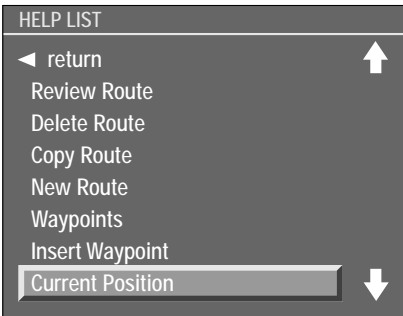 HELP LIST
◄ return
Review Route
Delete Route
Copy Route
New Route
Waypoints
Insert Waypoint
Current Position